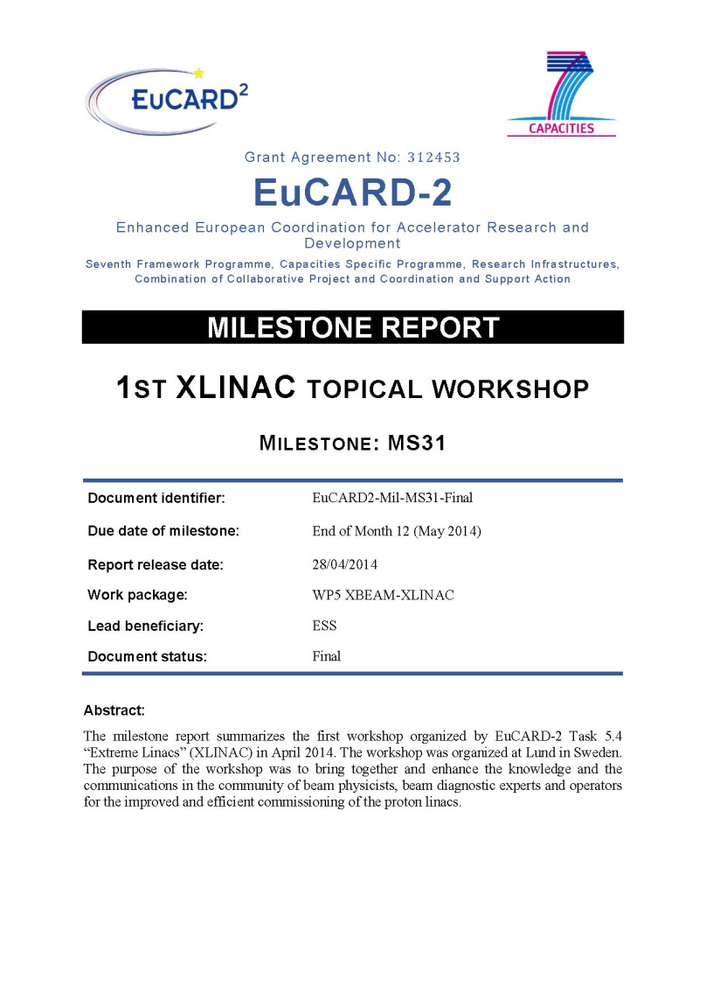 EUCARD²
7
CAPACITIES
Grant Agreement No: 312453
EuCARD-2
Enhanced European Coordination for Accelerator Research and
Development
Seventh Framework Programme, Capacities Specific Programme, Research Infrastructures,
Combination of Collaborative Project and Coordination and Support Action
MILESTONE REPORT
1ST XLINAC TOPICAL WORKSHOP
MILESTONE: MS31
Document identifier: EuCARD2-Mil-MS31-Final
Due date of milestone: End of Month 12 (May 2014)
Report release date: 28/04/2014
Work package: WP5 XBEAM-XLINAC
Lead beneficiary: ESS
Document status: Final
Abstract:
The milestone report summarizes the first workshop organized by EuCARD-2 Task 5.4
“Extreme Linacs” (XLINAC) in April 2014. The workshop was organized at Lund in Sweden.
The purpose of the workshop was to bring together and enhance the knowledge and the
communications in the community of beam physicists, beam diagnostic experts and operators
for the improved and efficient commissioning of the proton linacs.